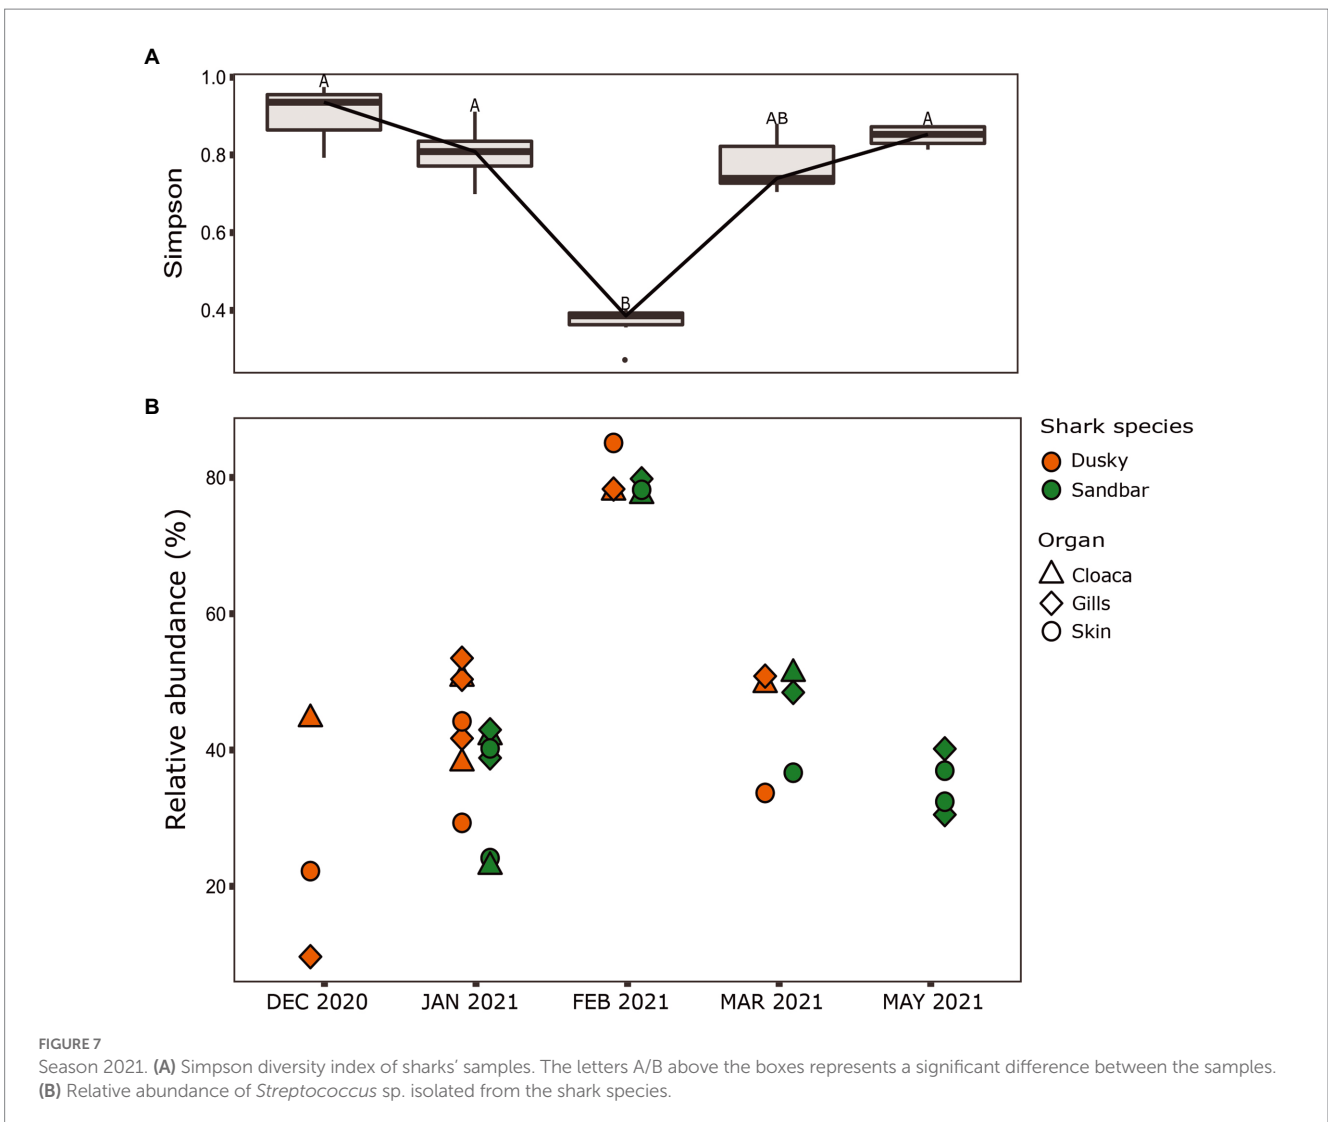 A
1.0
0.8
0.6
0.4
Simpson
A
A
B
AB
A
B
80
60
40
20
Relative abundance (%)
DEC 2020
JAN 2021
FEB 2021
MAR 2021
MAY 2021
Shark species
Dusky
Sandbar
Organ
Cloaca
Gills
Skin
FIGURE 7
Season 2021. (A) Simpson diversity index of sharks’ samples. The letters A/B above the boxes represents a significant difference between the samples.
(B) Relative abundance of Streptococcus sp. isolated from the shark species.